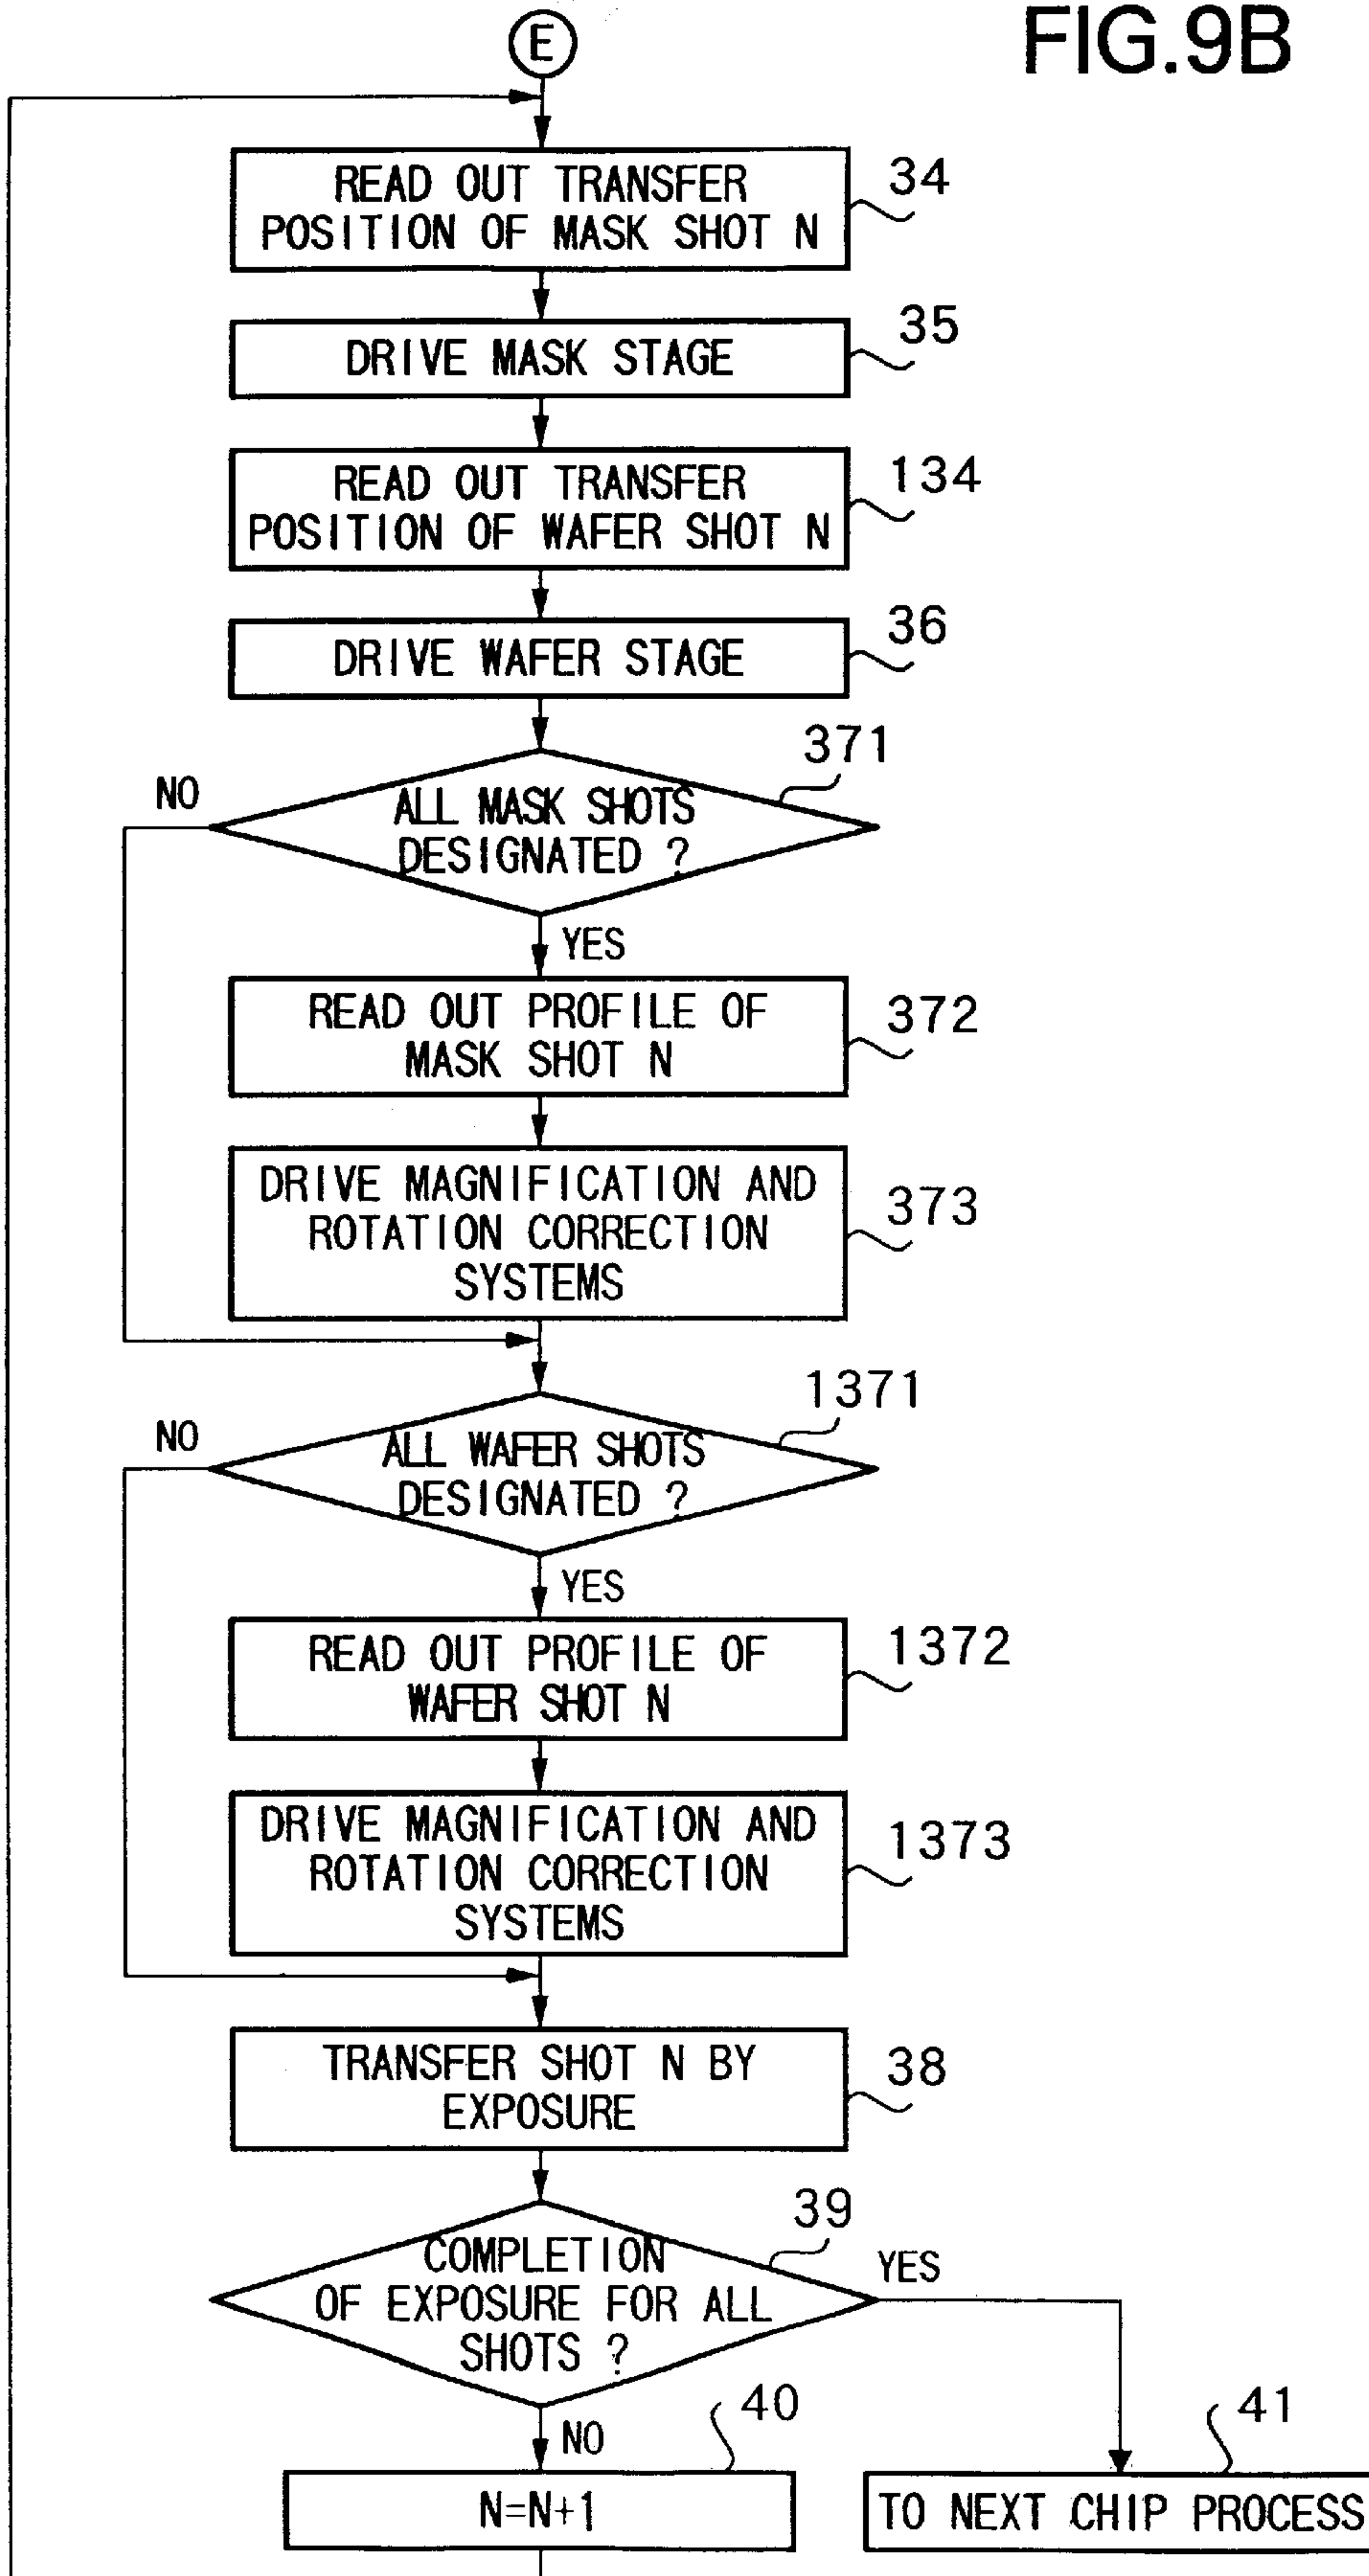 FIG.9B
E
READ OUT TRANSFER
POSITION OF MASK SHOT N
34
DRIVE MASK STAGE
35
READ OUT TRANSFER
POSITION OF WAFER SHOT N
134
DRIVE WAFER STAGE
36
371
NO
ALL MASK SHOTS
DESIGNATED ?
YES
READ OUT PROFILE OF
MASK SHOT N
372
DRIVE MAGNIFICATION AND
ROTATION CORRECTION
SYSTEMS
373
1371
NO
ALL WAFER SHOTS
DESIGNATED ?
YES
READ OUT PROFILE OF
WAFER SHOT N
1372
DRIVE MAGNIFICATION AND
ROTATION CORRECTION
SYSTEMS
1373
TRANSFER SHOT N BY
EXPOSURE
38
39
COMPLETION
OF EXPOSURE FOR ALL
SHOTS ?
YES
NO
40
N=N+1
41
TO NEXT CHIP PROCESS